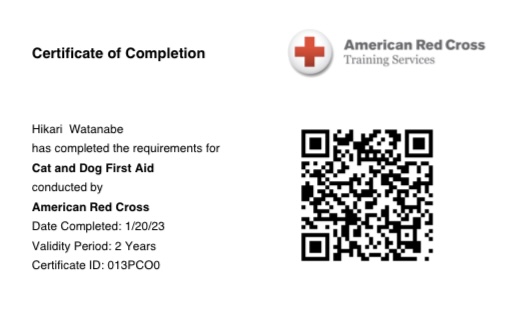 Certificate of Completion
American Red Cross
Training Services
Hikari Watanabe
has completed the requirements for
Cat and Dog First Aid
conducted by
American Red Cross
Date Completed: 1/20/23
Validity Period: 2 Years
Certificate ID: 013PCO0